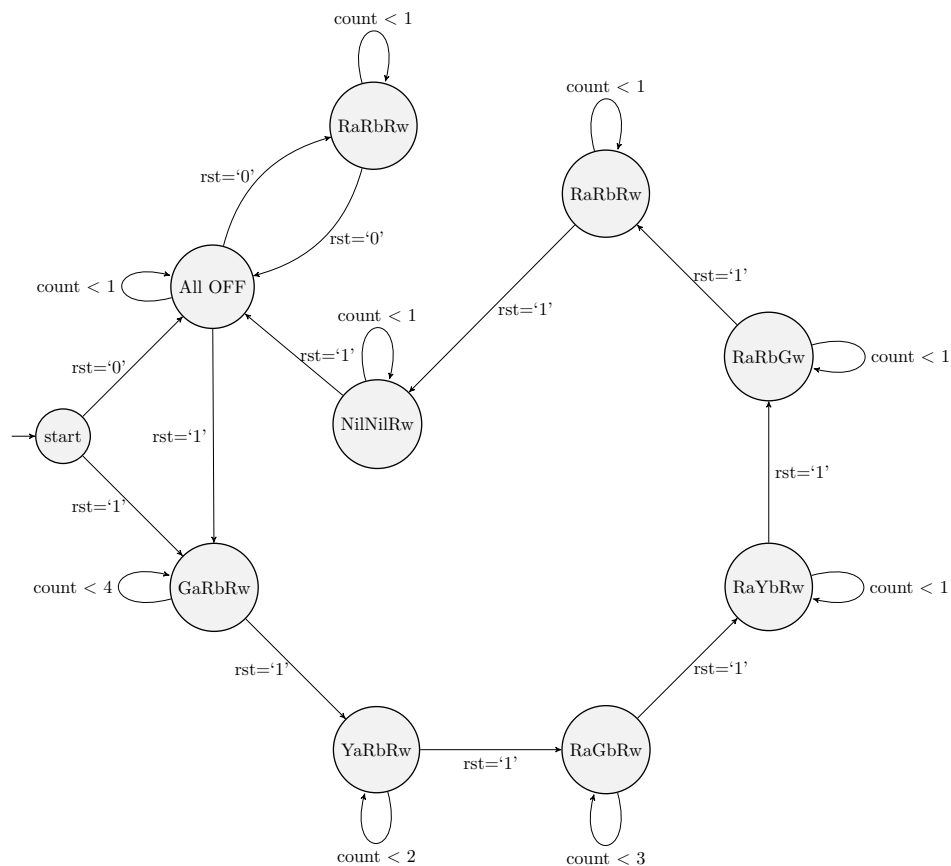 count < 1
count < 1
RaRbRw
rst=‘0’
RaRbRw
rst=‘0’
count < 1
All OFF
rst=‘1’
rst=‘1’
count < 1
rst=‘1’
RaRbGw
count < 1
rst=‘0’
NilNilRw
start
rst=‘1’
rst=‘1’
rst=‘1’
count < 4
GaRbRw
RaYbRw
count < 1
rst=‘1’
rst=‘1’
YaRbRw
rst=‘1’
RaGbRw
count < 2
count < 3